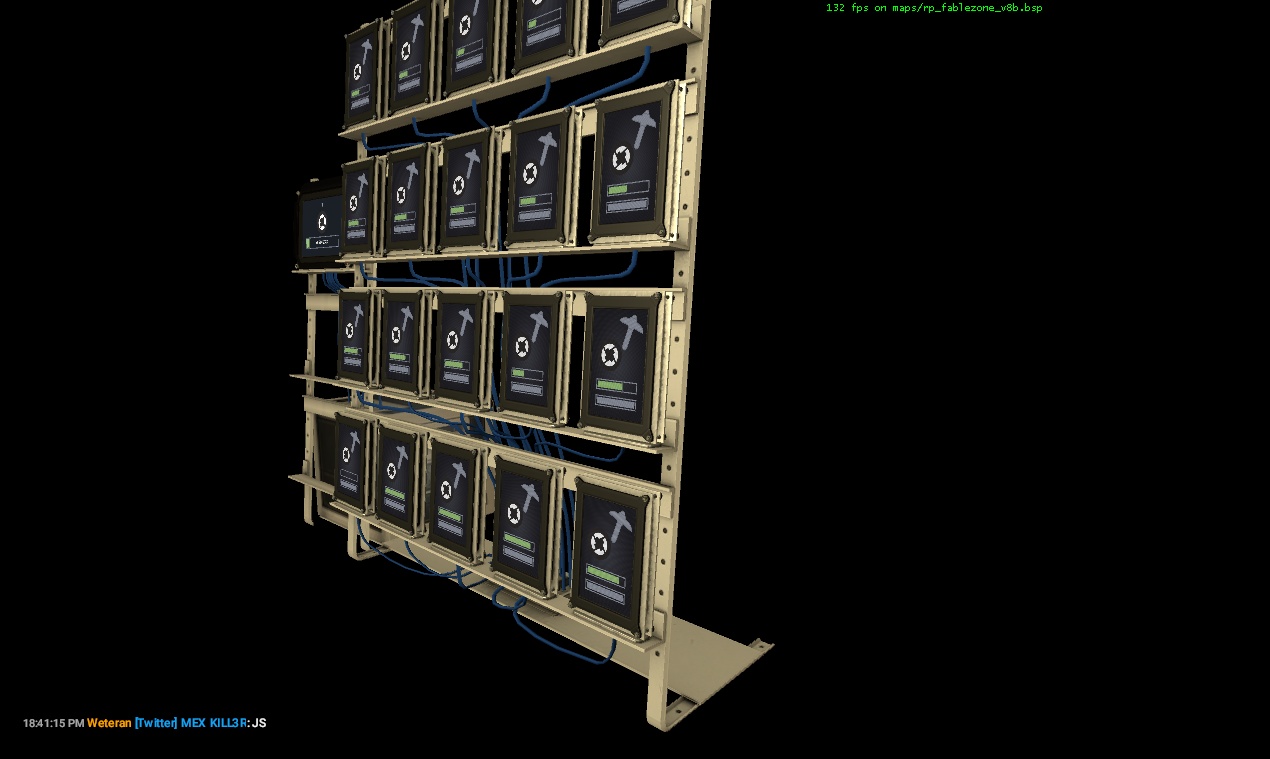 132 fps on maps/rp_fablezone_v8b.bsp
18:41:15 PM Weteran [Twitter] MEX KILL3R: JS